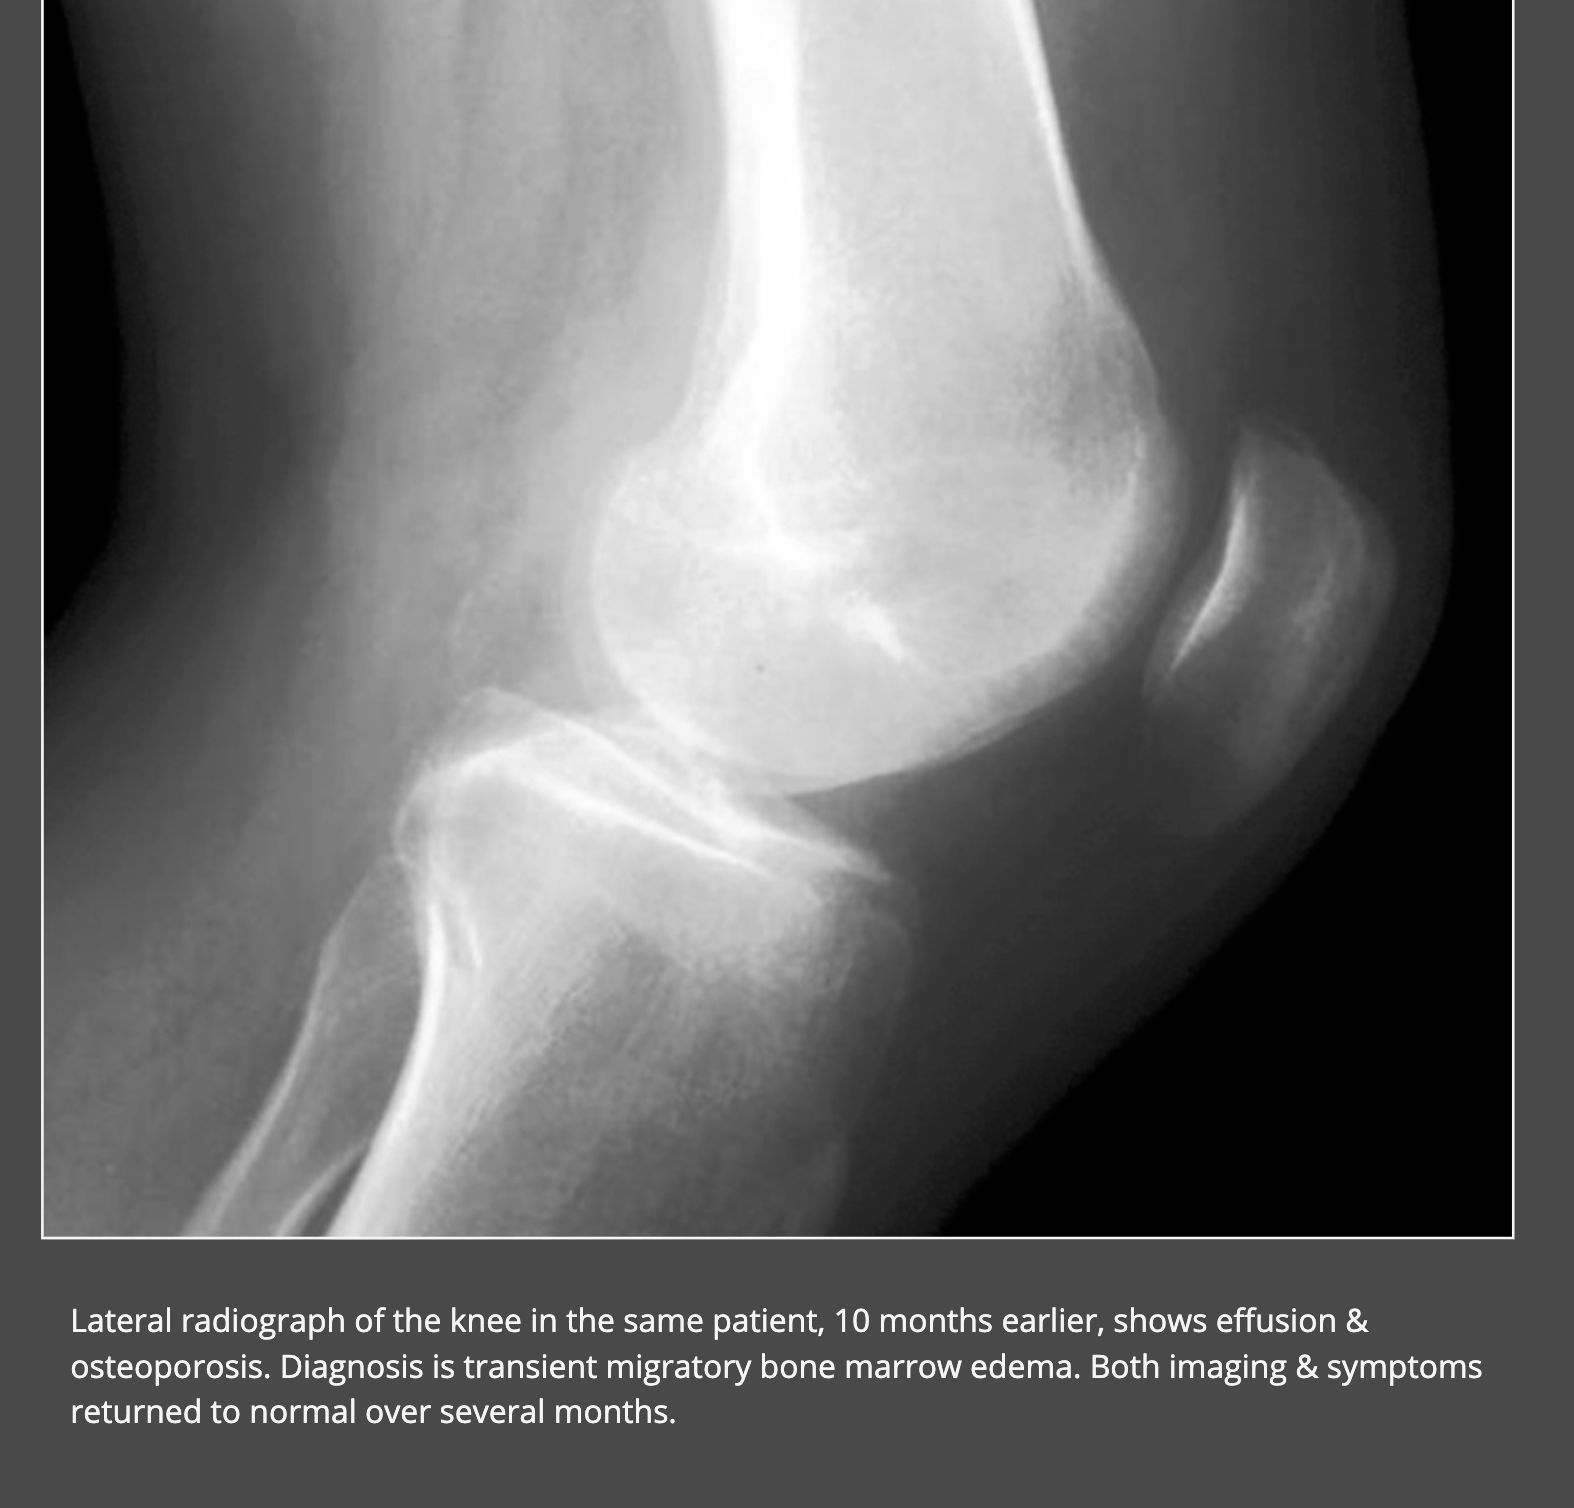 Lateral radiograph of the knee in the same patient, 10 months earlier, shows effusion &
osteoporosis. Diagnosis is transient migratory bone marrow edema. Both imaging & symptoms
returned to normal over several months.